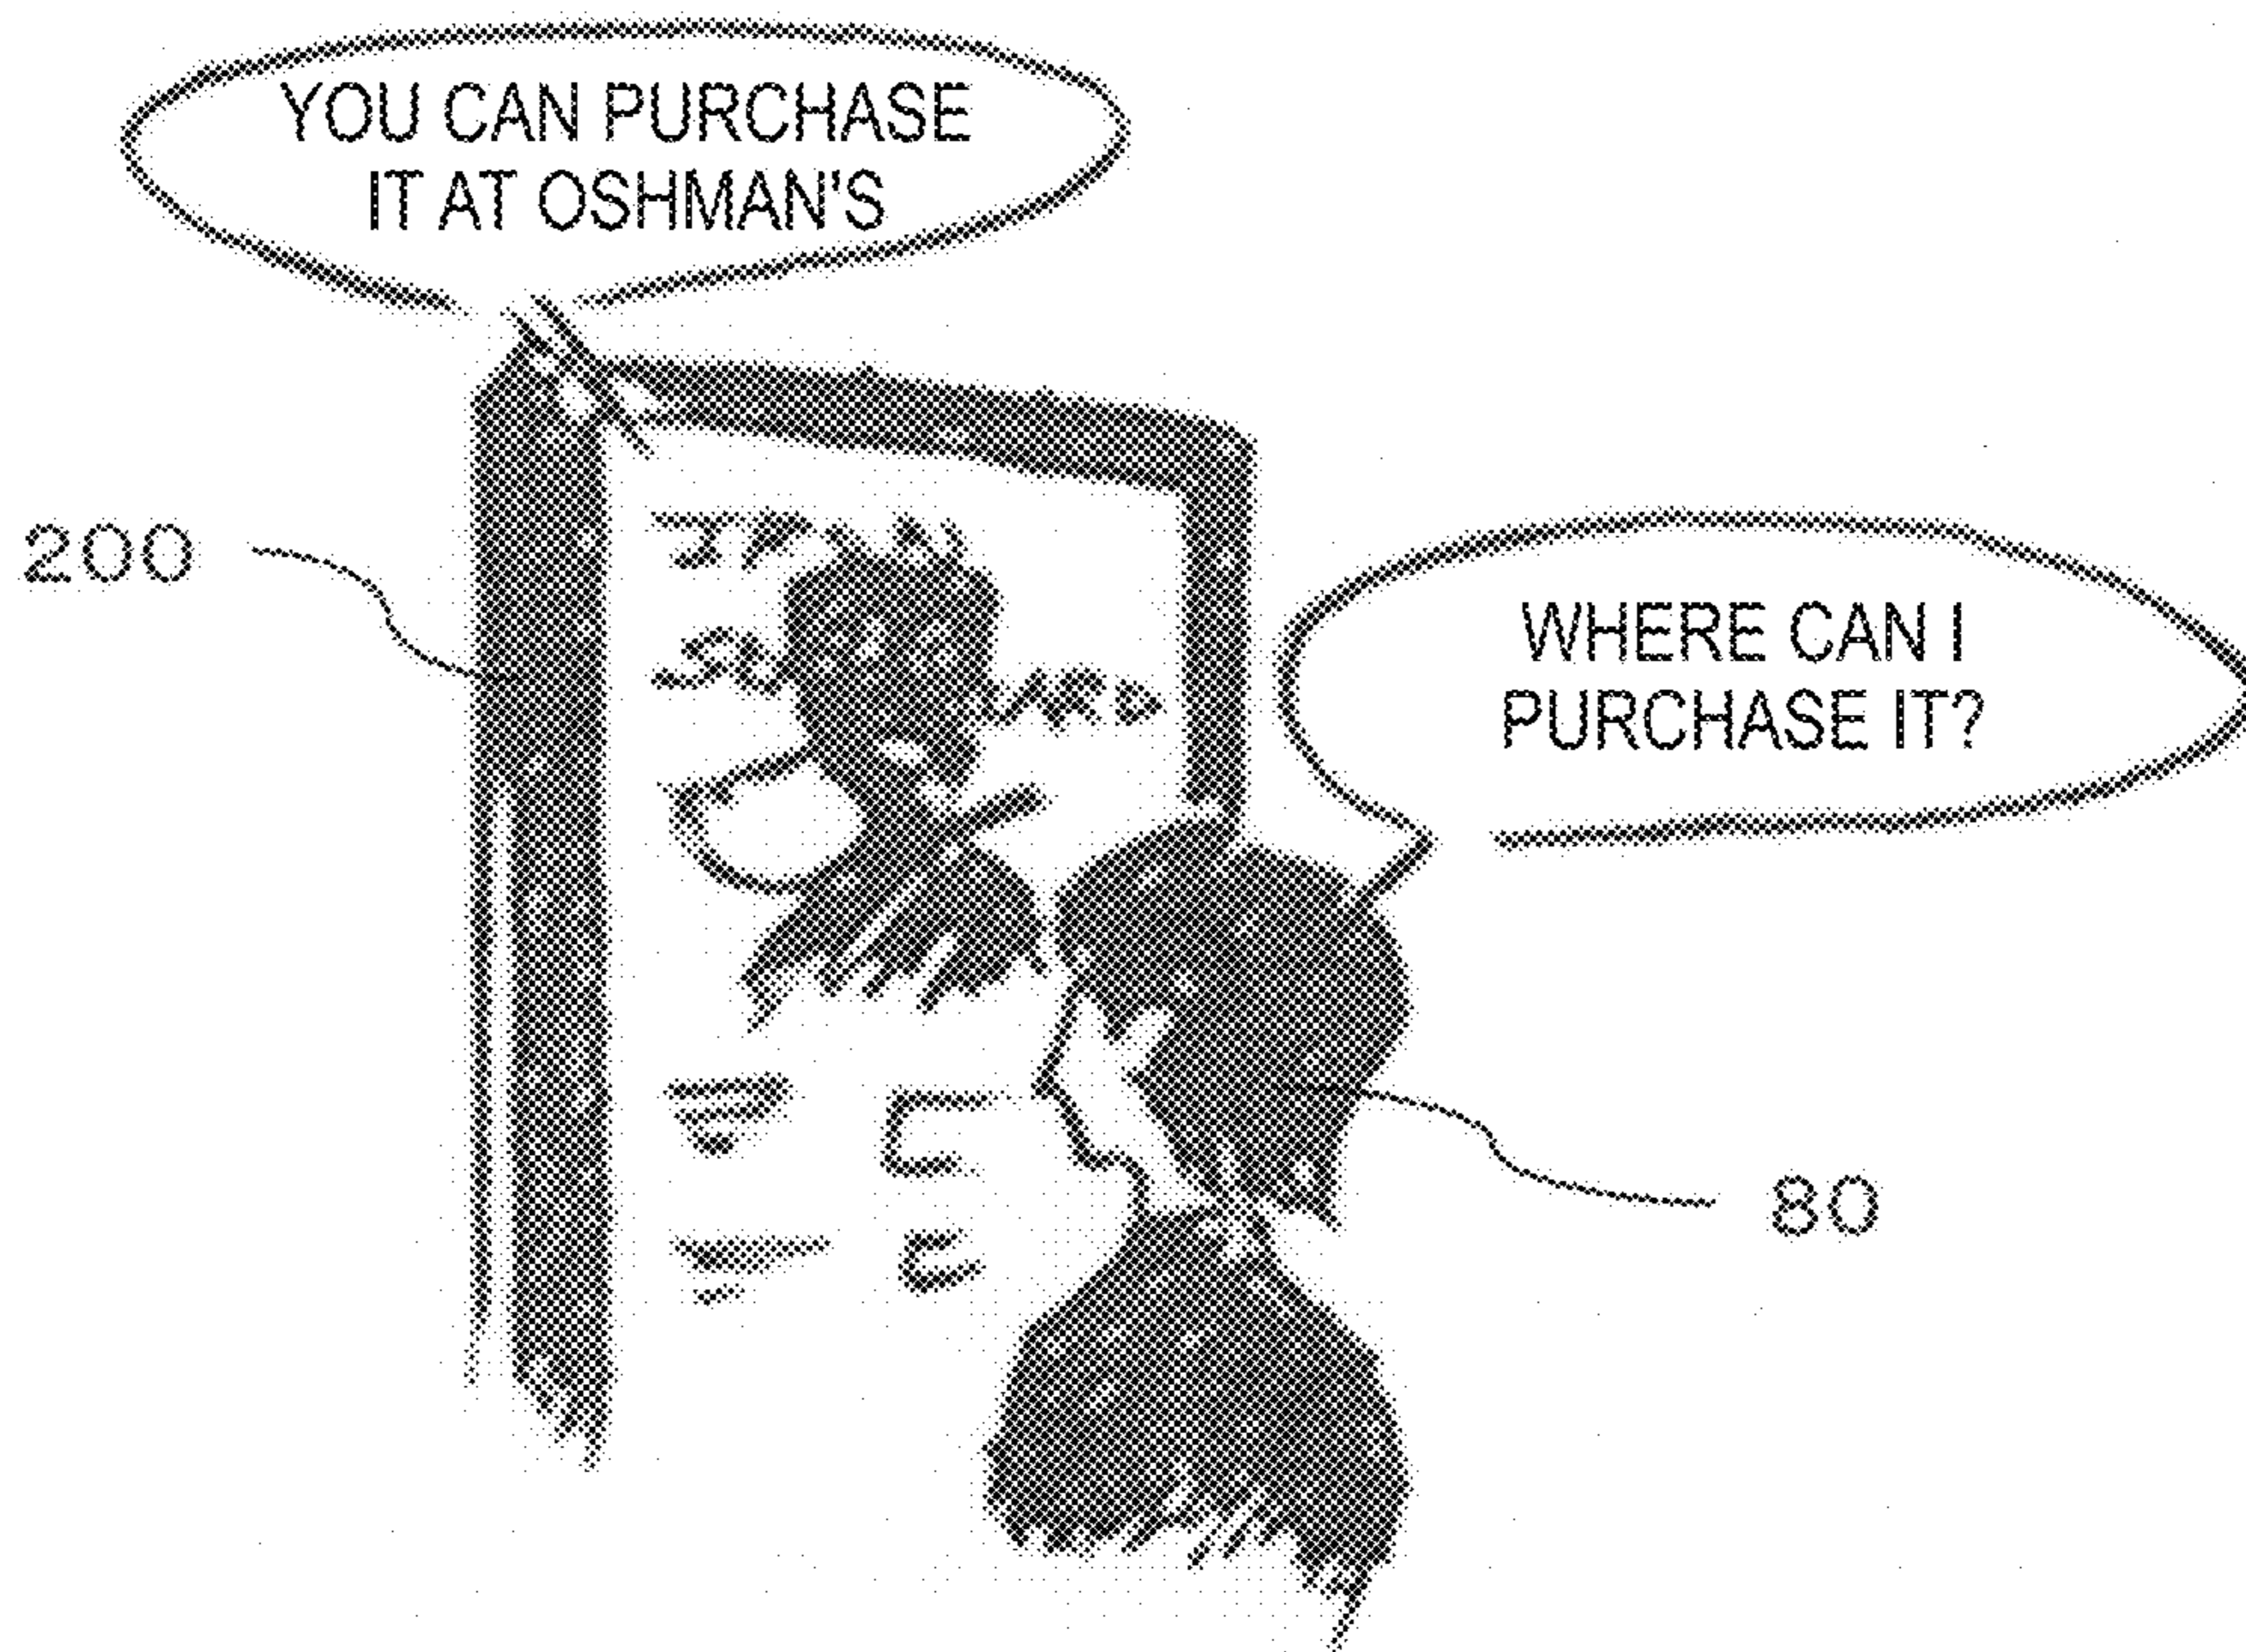 YOU CAN PURCHASE
IT AT OSHMAN'S
200
WHERE CAN I
PURCHASE IT?
80